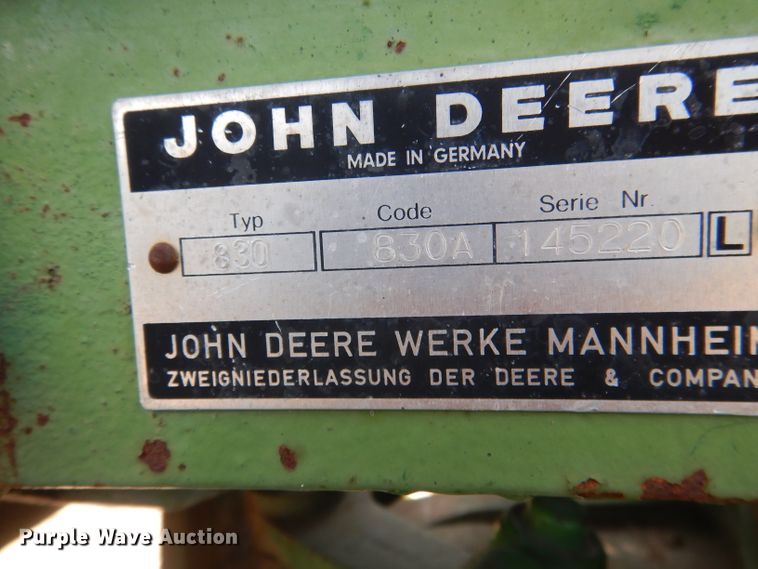 JOHN DEERE
MADE IN GERMANY
Typ Code Serie Nr.
830 830A 145220 L
JOHN DEERE WERKE MANNHEIM
ZWEIGNIEDERLASSUNG DER DEERE & COMPAN
Purple Wave Auction